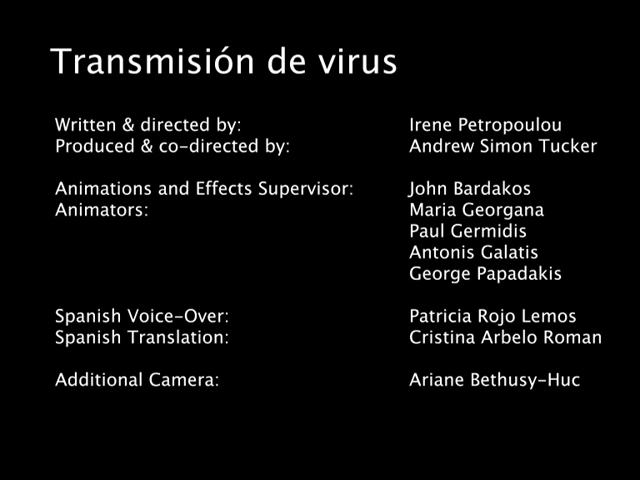 Transmisión de virus
Written & directed by: Irene Petropoulou
Produced & co-directed by: Andrew Simon Tucker
Animations and Effects Supervisor: John Bardakos
Animators: Maria Georgana
Paul Germidis
Antonis Galatis
George Papadakis
Spanish Voice-Over: Patricia Rojo Lemos
Spanish Translation: Cristina Arbelo Roman
Additional Camera: Ariane Bethusy-Huc